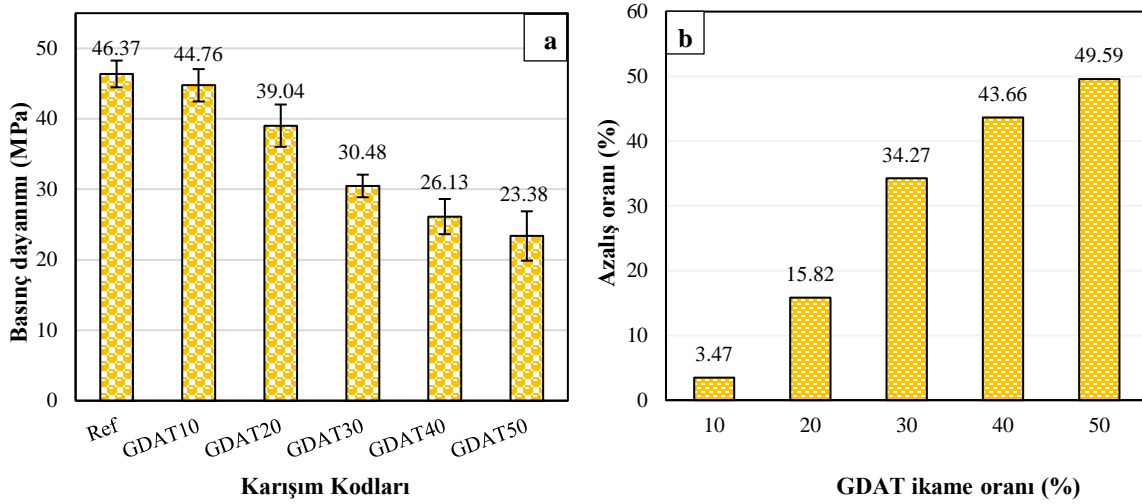 a
Basınç dayanımı (MPa)
50
40
30
20
10
0
46.37
44.76
39.04
30.48
26.13
23.38
Ref
GDAT10
GDAT20
GDAT30
GDAT40
GDAT50
Karışım Kodları
b
Azalış oranı (%)
60
50
40
30
20
10
0
3.47
15.82
34.27
43.66
49.59
10
20
30
40
50
GDAT ikame oranı (%)